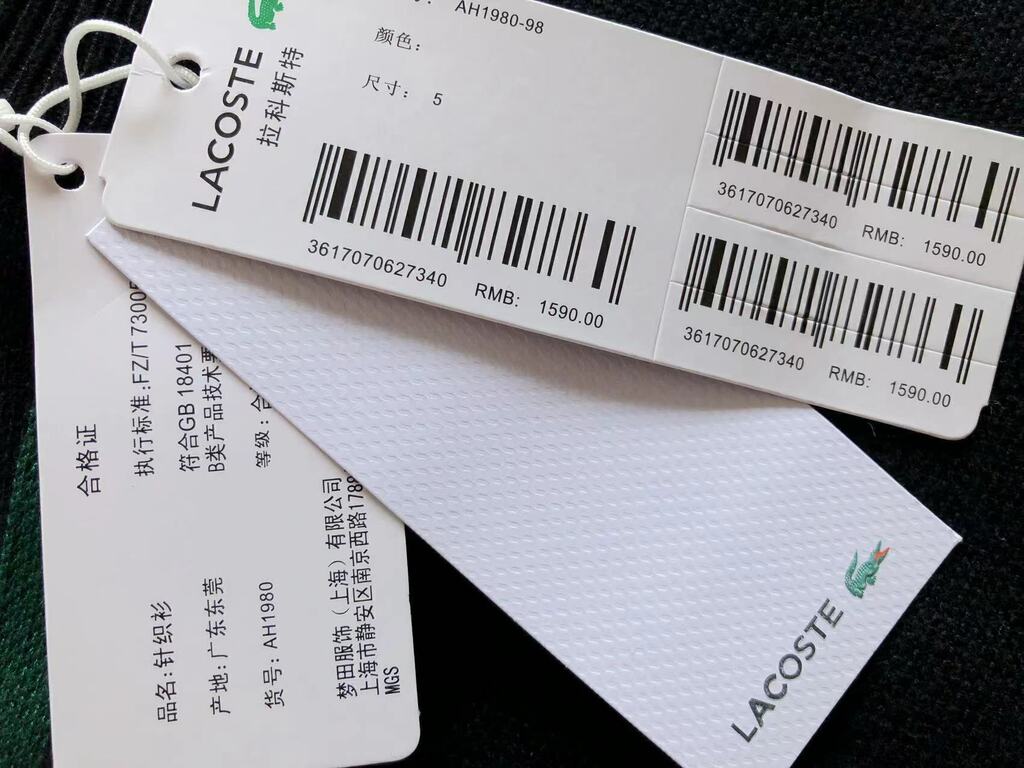 AH1980-98
颜色:
尺寸: 5
LACOSTE
拉科斯特
3617070627340 RMB: 1590.00
3617070627340 RMB: 1590.00
3617070627340 RMB: 1590.00
合格证
执行标准:FZ/T 73005
符合GB 18401
B类产品技术要
等级: 合
品名:针织衫
产地:广东东莞
货号: AH1980
梦田服饰(上海)有限公司
上海市静安区南京西路1788
MGS
LACOSTE